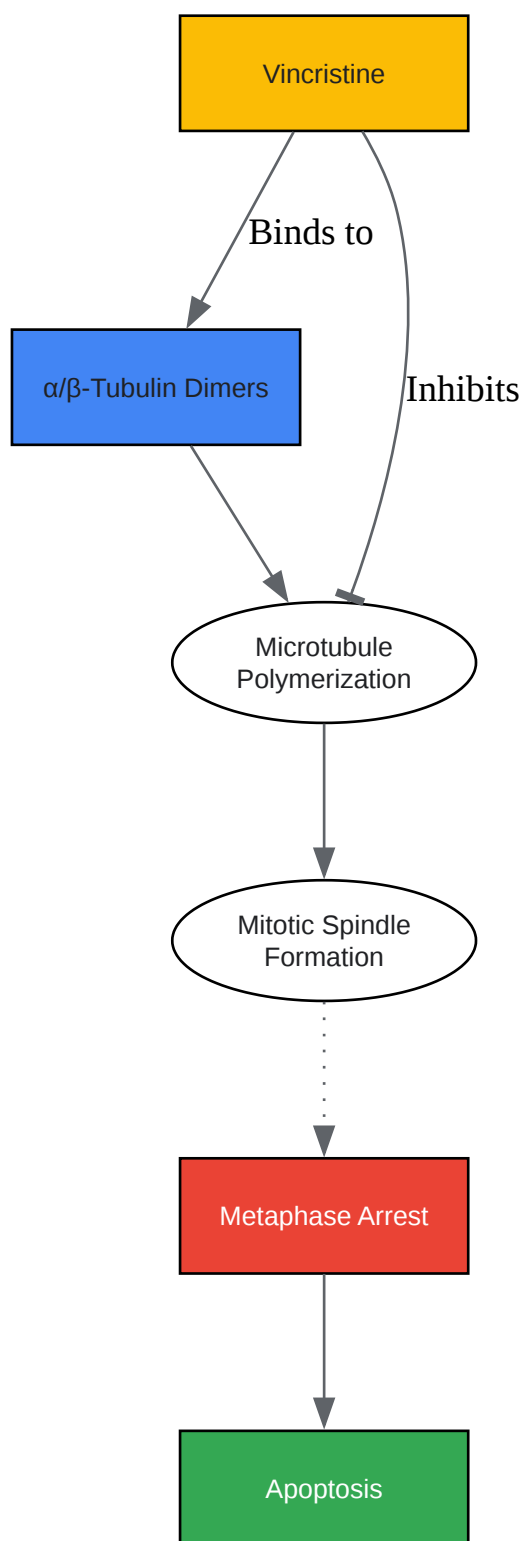 Vincristine
Binds to
α/β-Tubulin Dimers
Inhibits
Microtubule
Polymerization
Mitotic Spindle
Formation
Metaphase Arrest
Apoptosis